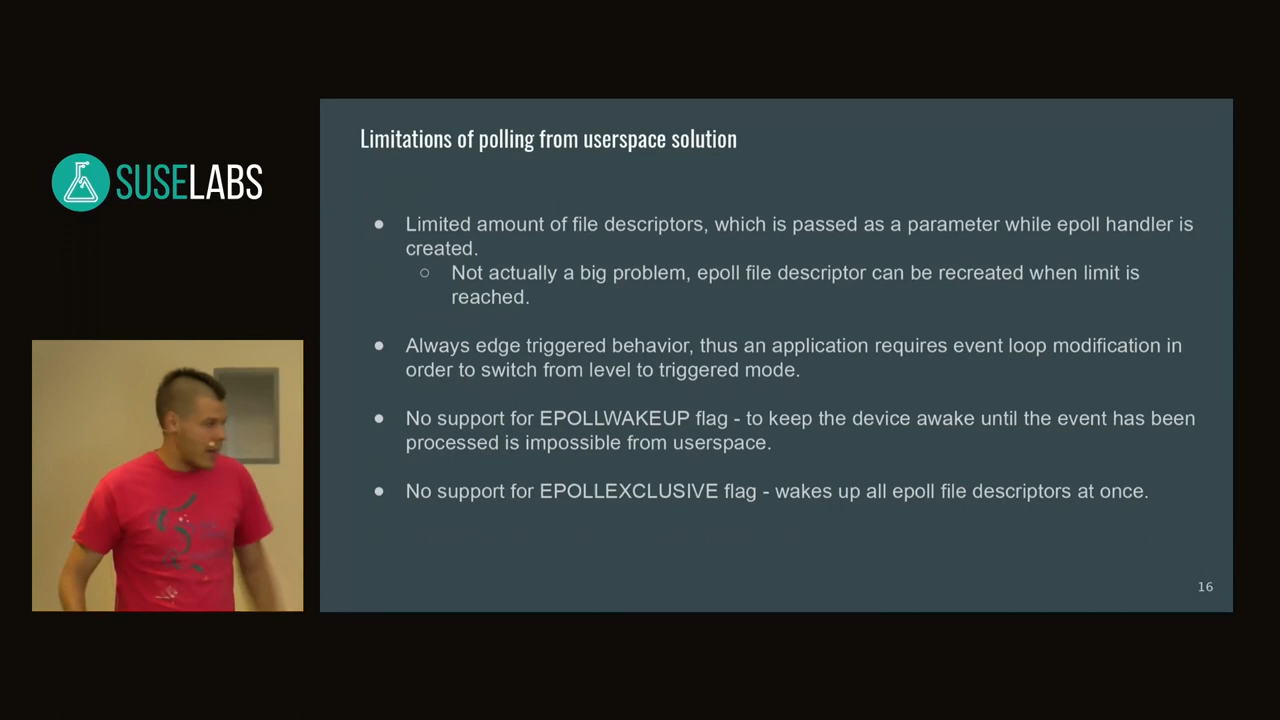 SUSELABS
Limitations of polling from userspace solution
● Limited amount of file descriptors, which is passed as a parameter while epoll handler is
created.
○ Not actually a big problem, epoll file descriptor can be recreated when limit is
reached.
● Always edge triggered behavior, thus an application requires event loop modification in
order to switch from level to triggered mode.
● No support for EPOLLWAKEUP flag - to keep the device awake until the event has been
processed is impossible from userspace.
● No support for EPOLLEXCLUSIVE flag - wakes up all epoll file descriptors at once.
16